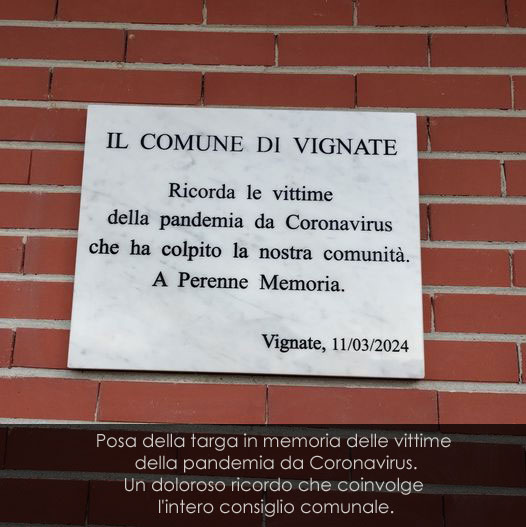 IL COMUNE DI VIGNATE
Ricorda le vittime
della pandemia da Coronavirus
che ha colpito la nostra comunità.
A Perenne Memoria.
Vignate, 11/03/2024
Posa della targa in memoria delle vittime
della pandemia da Coronavirus.
Un doloroso ricordo che coinvolge
l'intero consiglio comunale.